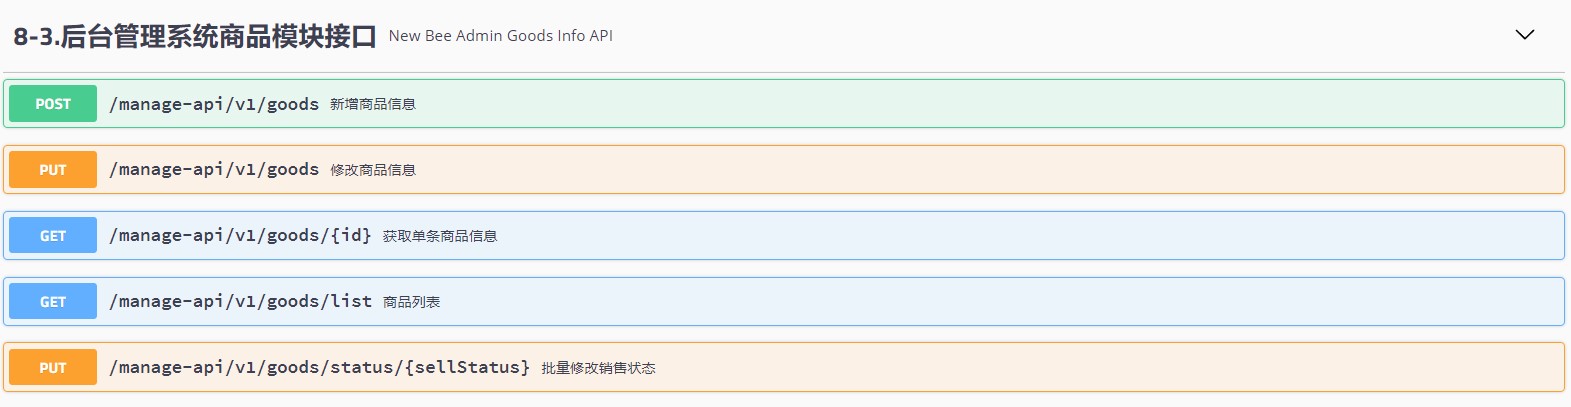 8-3.后台管理系统商品模块接口 New Bee Admin Goods Info API
POST /manage-api/v1/goods 新增商品信息
PUT /manage-api/v1/goods 修改商品信息
GET /manage-api/v1/goods/{id} 获取单条商品信息
GET /manage-api/v1/goods/list 商品列表
PUT /manage-api/v1/goods/status/{sellStatus} 批量修改销售状态